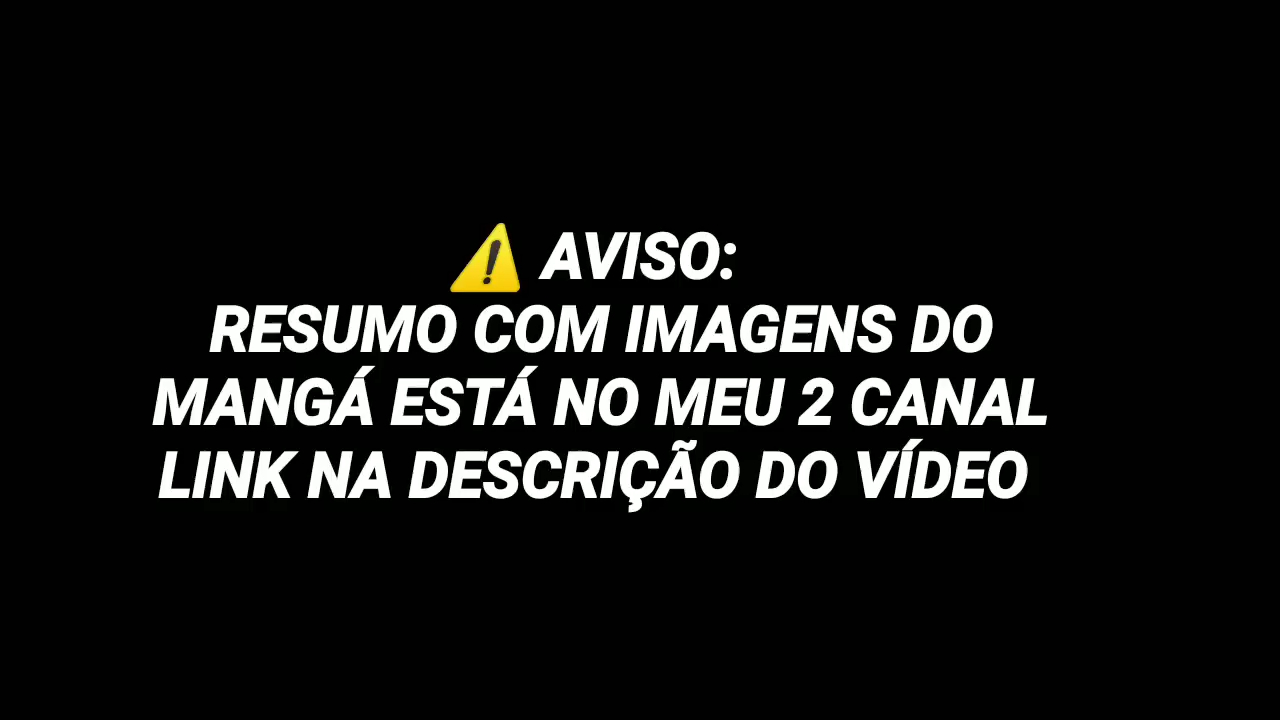 ⚠️ AVISO:
RESUMO COM IMAGENS DO
MANGÁ ESTÁ NO MEU 2 CANAL
LINK NA DESCRIÇÃO DO VÍDEO